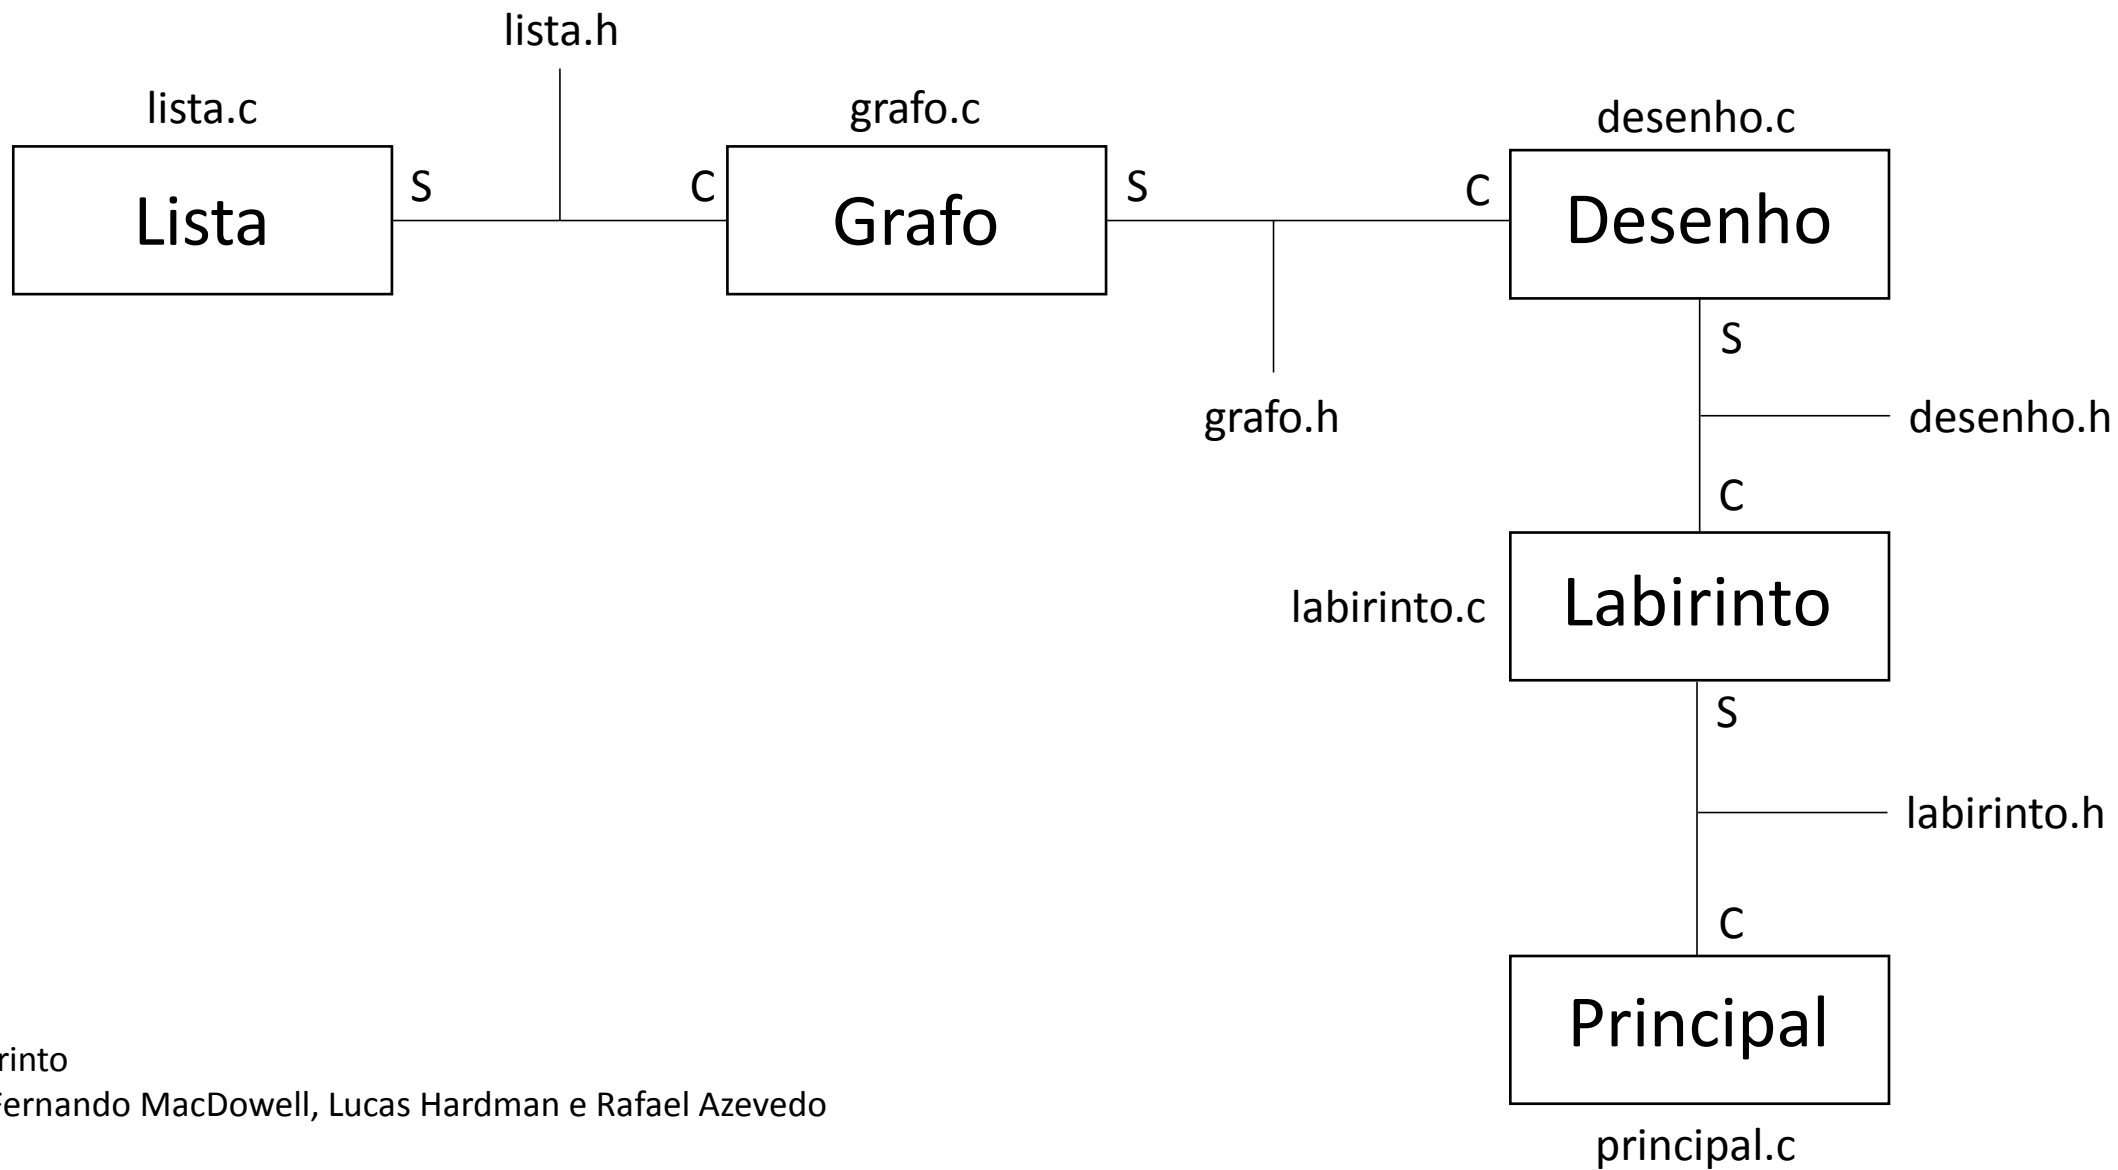 lista.h
lista.c
grafo.c
desenho.c
Lista
S
C
Grafo
S
C
Desenho
S
grafo.h
desenho.h
C
labirinto.c
Labirinto
S
labirinto.h
C
Principal
rinto
Fernando MacDowell, Lucas Hardman e Rafael Azevedo
principal.c